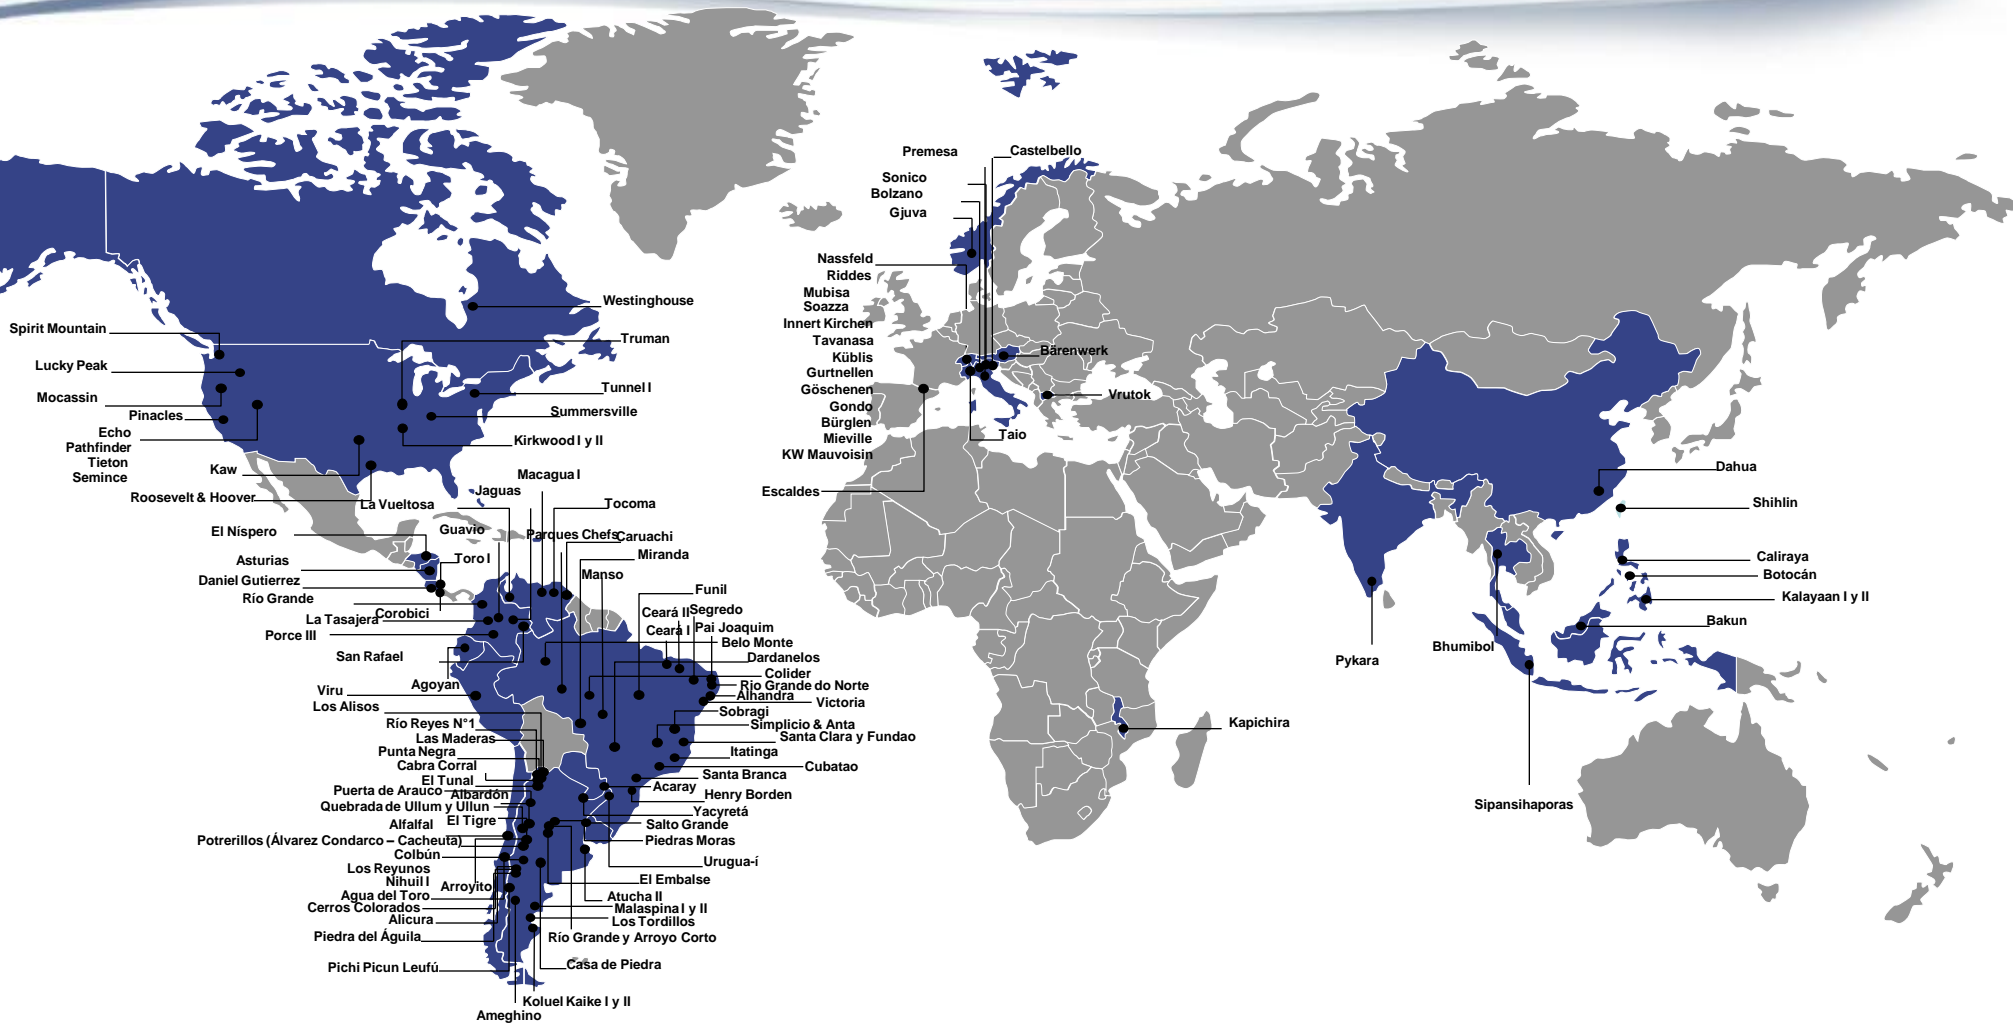 Premesa
Castelbello
Sonico
Bolzano
Gjuva
Nassfeld
Riddes
Mubisa
Soazza
Innert Kirchen
Tavanasa
Küblis
Gurtnellen
Göschenen
Gondo
Bürglen
Mieville
KW Mauvoisin
Escaldes
Bärenwerk
Vrutok
Taio
Westinghouse
Spirit Mountain
Truman
Lucky Peak
Tunnel I
Mocassin
Summersville
Pinacles
Kirkwood I y II
Echo
Pathfinder
Tieton
Semince
Kaw
Roosevelt & Hoover
Macagua I
Jaguas
La Vueltosa
Tocoma
El Níspero
Guavio
Parques Chefs
Caruachi
Asturias
Toro I
Miranda
Daniel Gutierrez
Manso
Río Grande
Funil
Corobici
La Tasajera
Ceará II
Segredo
Porce III
Ceará I
Pai Joaquim
San Rafael
Belo Monte
Dardanelos
Agoyan
Colider
Viru
Rio Grande do Norte
Alhandra
Los Alisos
Victoria
Río Reyes N°1
Sobragi
Las Maderas
Simplicio & Anta
Punta Negra
Santa Clara y Fundao
Cabra Corral
Itatinga
El Tunal
Cubatao
Puerta de Arauco
Santa Branca
Albardón
Acaray
Quebrada de Ullum y Ullun
Henry Borden
El Tigre
Yacyretá
Alfalfal
Salto Grande
Potrerillos (Álvarez Condarco – Cacheuta)
Piedras Moras
Colbún
Urugua-í
Los Reyunos
Nihuil I
Arroyito
El Embalse
Agua del Toro
Atucha II
Cerros Colorados
Malaspina I y II
Alicura
Los Tordillos
Piedra del Águila
Río Grande y Arroyo Corto
Pichi Picun Leufú
Casa de Piedra
Koluel Kaike I y II
Ameghino
Dahua
Shihlin
Caliraya
Botocán
Kalayaan I y II
Bakun
Bhumibol
Pykara
Kapichira
Sipansihaporas